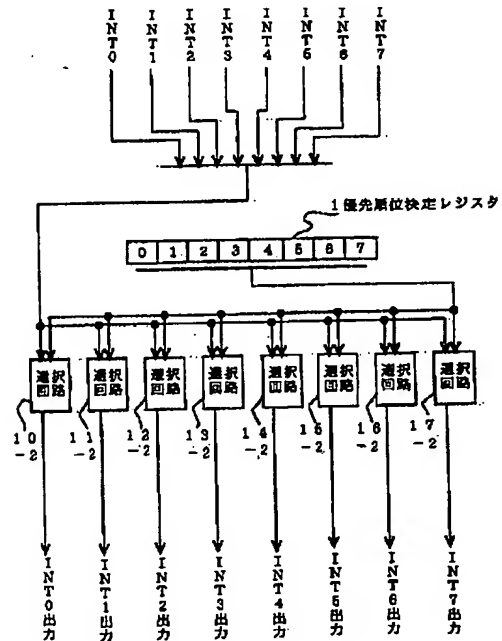 INT0
INT1
INT2
INT3
INT4
INT5
INT6
INT7
1優先順位決定レジスタ
0 1 2 3 4 5 6 7
選択回路
選択回路
選択回路
選択回路
選択回路
選択回路
選択回路
選択回路
10-2
11-2
12-2
13-2
14-2
15-2
16-2
17-2
INT0出力
INT1出力
INT2出力
INT3出力
INT4出力
INT5出力
INT6出力
INT7出力